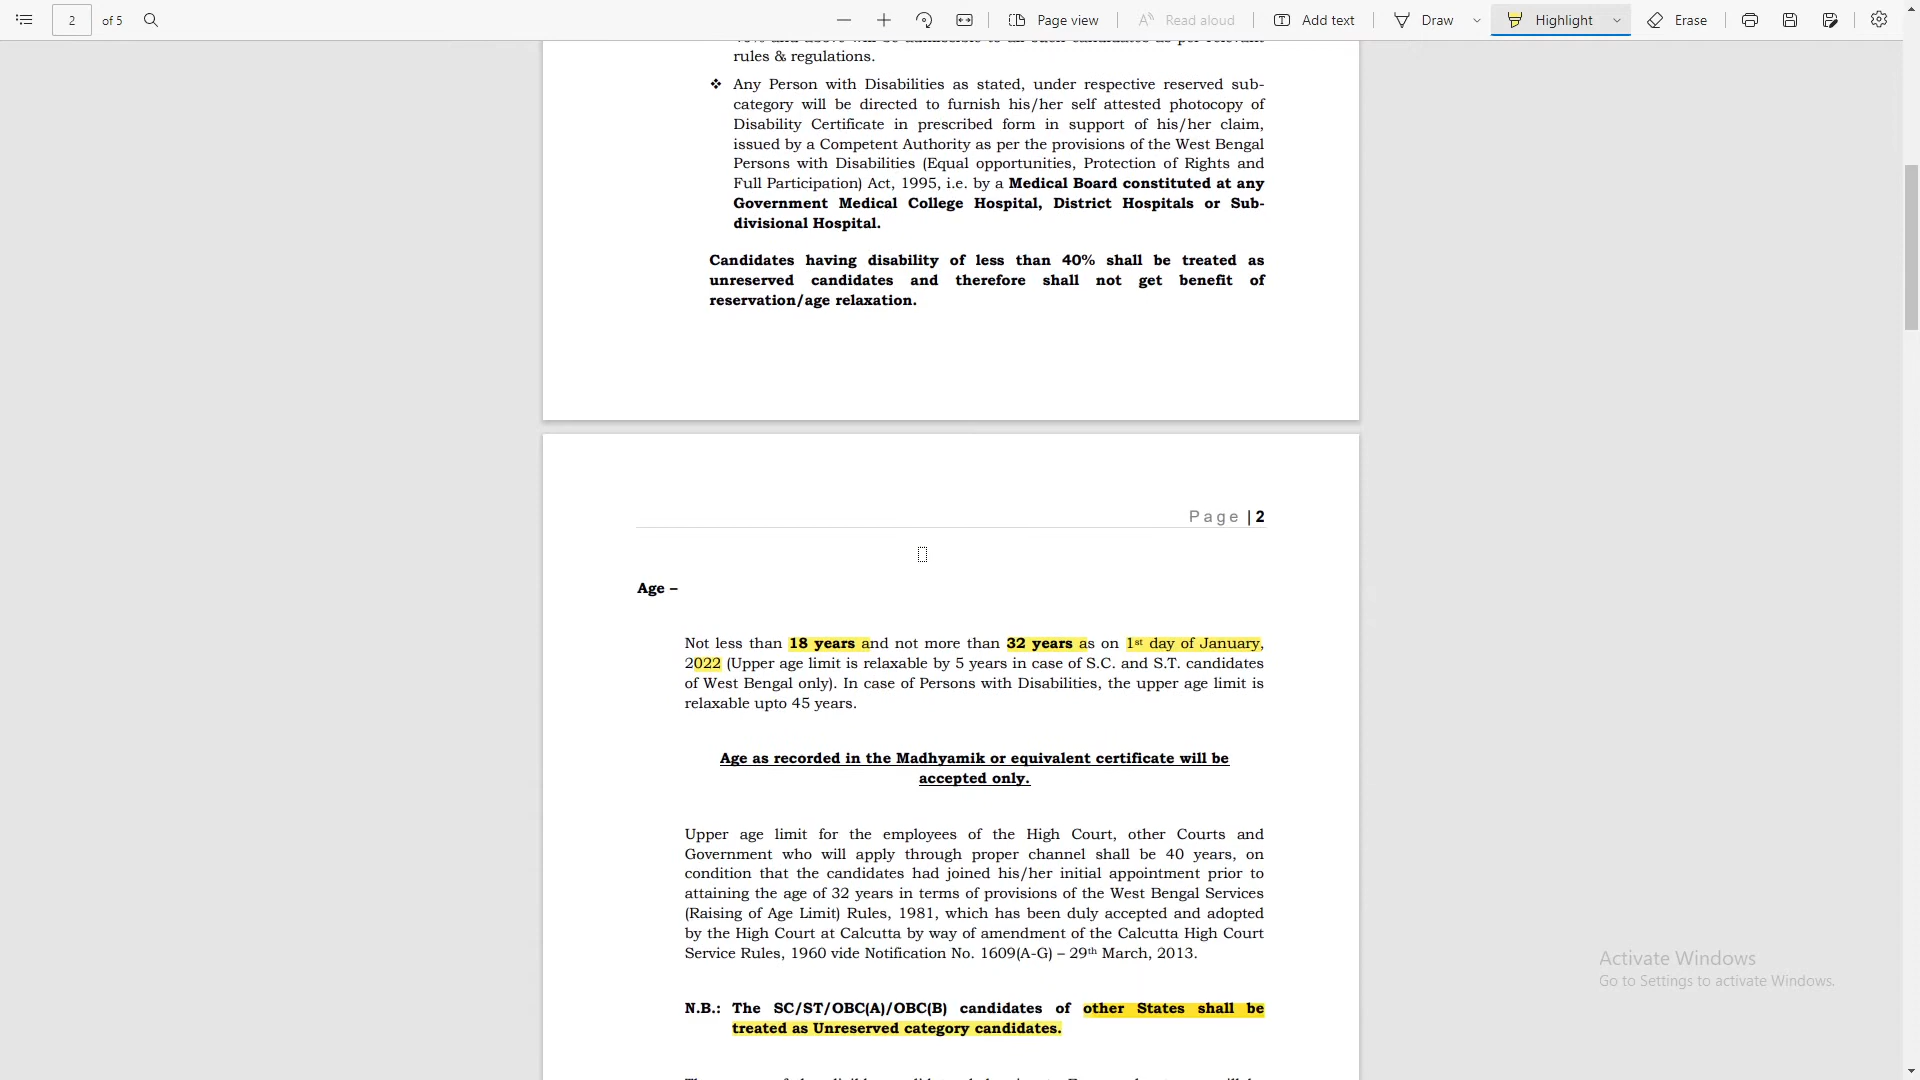 2 of 5 Page view Read aloud Add text Draw Highlight Erase
40% and above will be admissible to all such candidates as per relevant
rules & regulations.
❖ Any Person with Disabilities as stated, under respective reserved sub-
category will be directed to furnish his/her self attested photocopy of
Disability Certificate in prescribed form in support of his/her claim,
issued by a Competent Authority as per the provisions of the West Bengal
Persons with Disabilities (Equal opportunities, Protection of Rights and
Full Participation) Act, 1995, i.e. by a Medical Board constituted at any
Government Medical College Hospital, District Hospitals or Sub-
divisional Hospital.
Candidates having disability of less than 40% shall be treated as
unreserved candidates and therefore shall not get benefit of
reservation/age relaxation.
Page | 2
Age –
Not less than 18 years and not more than 32 years as on 1st day of January,
2022 (Upper age limit is relaxable by 5 years in case of S.C. and S.T. candidates
of West Bengal only). In case of Persons with Disabilities, the upper age limit is
relaxable upto 45 years.
Age as recorded in the Madhyamik or equivalent certificate will be
accepted only.
Upper age limit for the employees of the High Court, other Courts and
Government who will apply through proper channel shall be 40 years, on
condition that the candidates had joined his/her initial appointment prior to
attaining the age of 32 years in terms of provisions of the West Bengal Services
(Raising of Age Limit) Rules, 1981, which has been duly accepted and adopted
by the High Court at Calcutta by way of amendment of the Calcutta High Court
Service Rules, 1960 vide Notification No. 1609(A-G) – 29th March, 2013.
N.B.: The SC/ST/OBC(A)/OBC(B) candidates of other States shall be
treated as Unreserved category candidates.
Activate Windows
Go to Settings to activate Windows.